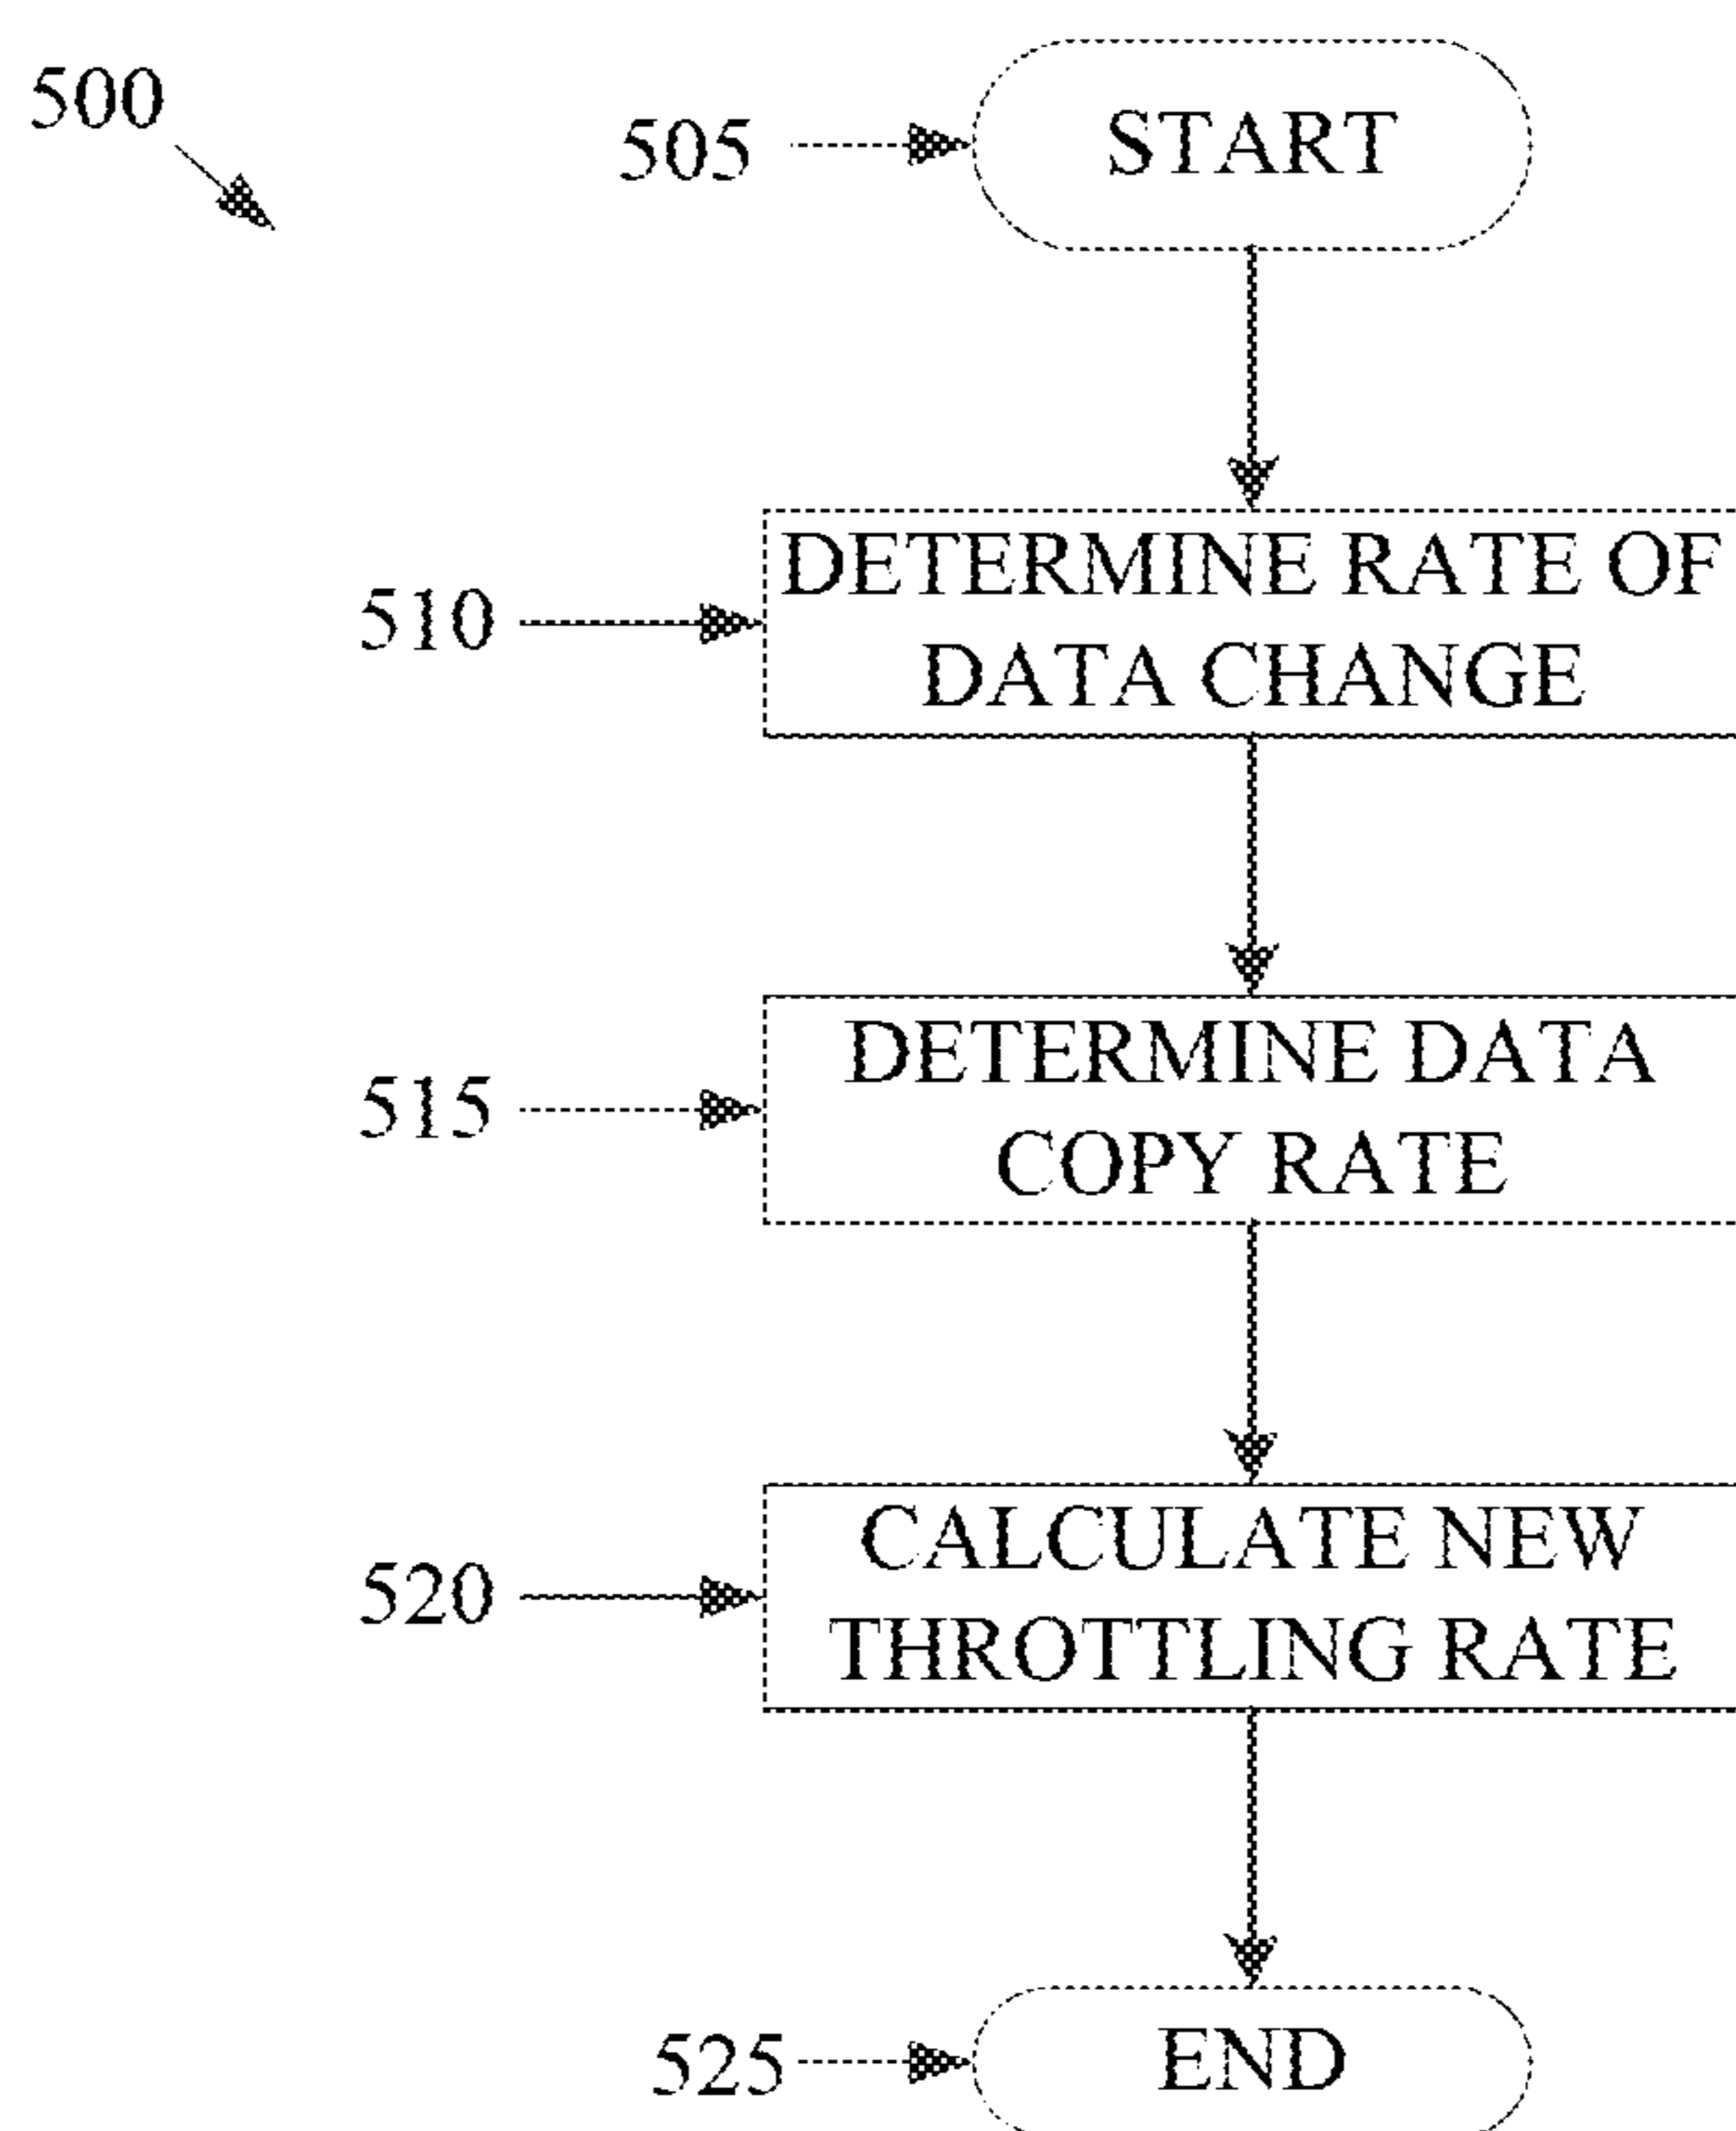 500
505
START
510
DETERMINE RATE OF
DATA CHANGE
515
DETERMINE DATA
COPY RATE
520
CALCULATE NEW
THROTTLING RATE
525
END